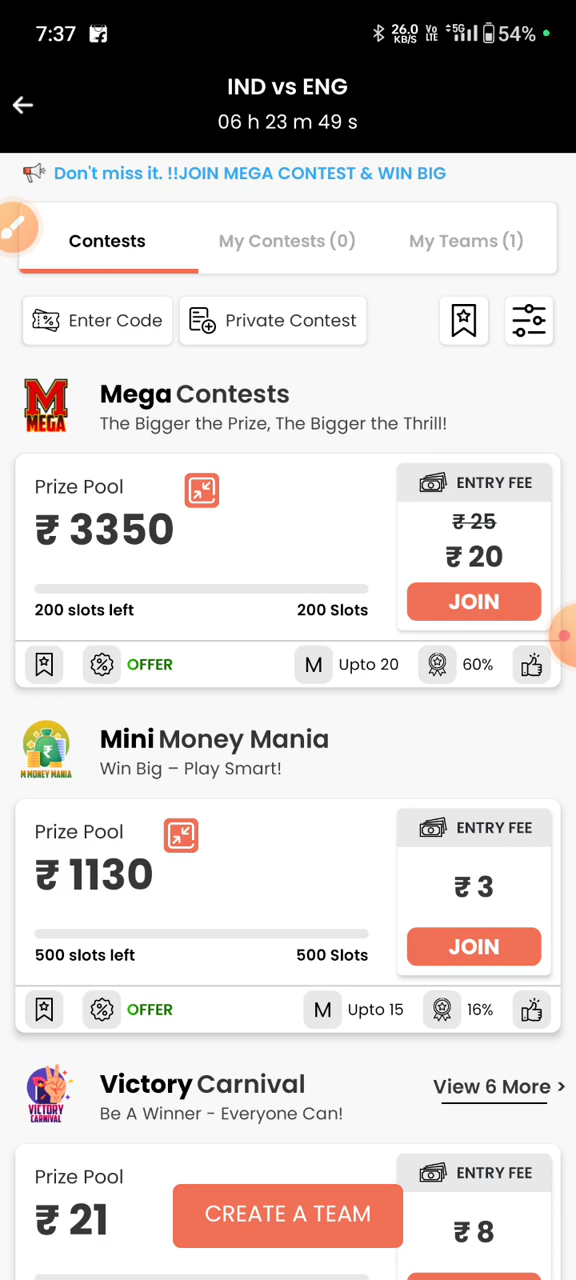 7:37
26.0 KB/S Vo LTE 5G 54%
IND vs ENG
06 h 23 m 49 s
Don't miss it. !!JOIN MEGA CONTEST & WIN BIG
Contests My Contests (0) My Teams (1)
Enter Code Private Contest
M MEGA
Mega Contests
The Bigger the Prize, The Bigger the Thrill!
Prize Pool
ENTRY FEE
₹ 3350
₹ 25
₹ 20
JOIN
200 slots left 200 Slots
OFFER M Upto 20 60%
M MONEY MANIA
Mini Money Mania
Win Big – Play Smart!
Prize Pool
ENTRY FEE
₹ 1130
₹ 3
JOIN
500 slots left 500 Slots
OFFER M Upto 15 16%
VICTORY CARNIVAL
Victory Carnival View 6 More >
Be A Winner - Everyone Can!
Prize Pool
ENTRY FEE
₹ 21
₹ 8
CREATE A TEAM